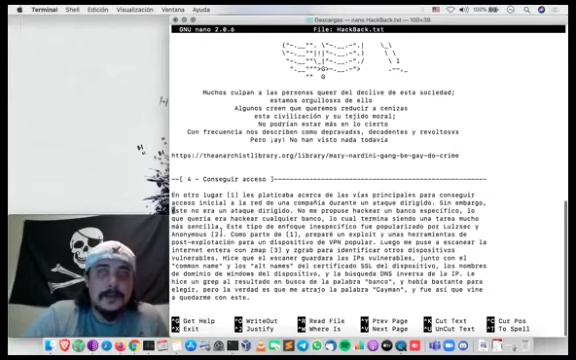 Terminal Shell Edición Visualización Ventana Ayuda 100%
Descargas — nano HackBack.txt — 100×39
GNU nano 2.0.6 File: HackBack.txt
Muchos culpan a las personas queer del declive de esta sociedad;
estamos orgullosxs de ello
Algunos creen que queremos reducir a cenizas
esta civilización y su tejido moral;
No podrían estar más en lo cierto
Con frecuencia nos describen como depravadxs, decadentes y revoltosxs
Pero ¡ay! No han visto nada todavía
https://theanarchistlibrary.org/library/mary-nardini-gang-be-gay-do-crime
--[ 4 - Conseguir acceso ]
En otro lugar [1] les platicaba acerca de las vías principales para conseguir
acceso inicial a la red de una compañía durante un ataque dirigido. Sin embargo,
éste no era un ataque dirigido. No me propuse hackear un banco específico, lo
que quería era hackear cualquier banco, lo cual termina siendo una tarea mucho
más sencilla. Este tipo de enfoque inespecífico fue popularizado por Lulzsec y
Anonymous [2]. Como parte de [1], preparé un exploit y unas herramientas de
post-explotación para un dispositivo de VPN popular. Luego me puse a escanear la
internet entera con zmap [3] y zgrab para identificar otros dispositivos
vulnerables. Hice que el escaner guardara las IPs vulnerables, junto con el
"common name" y los "alt names" del certificado SSL del dispositivo, los nombres
de dominio de windows del dispositivo, y la búsqueda DNS inversa de la IP. Le
hice un grep al resultado en busca de la palabra "banco", y había bastante para
elegir, pero la verdad es que me atrajo la palabra "Cayman", y fue así que vine
a quedarme con este.
^G Get Help ^O WriteOut ^R Read File ^Y Prev Page ^K Cut Text ^C Cur Pos
^X Exit ^J Justify ^W Where Is ^V Next Page ^U UnCut Text ^T To Spell